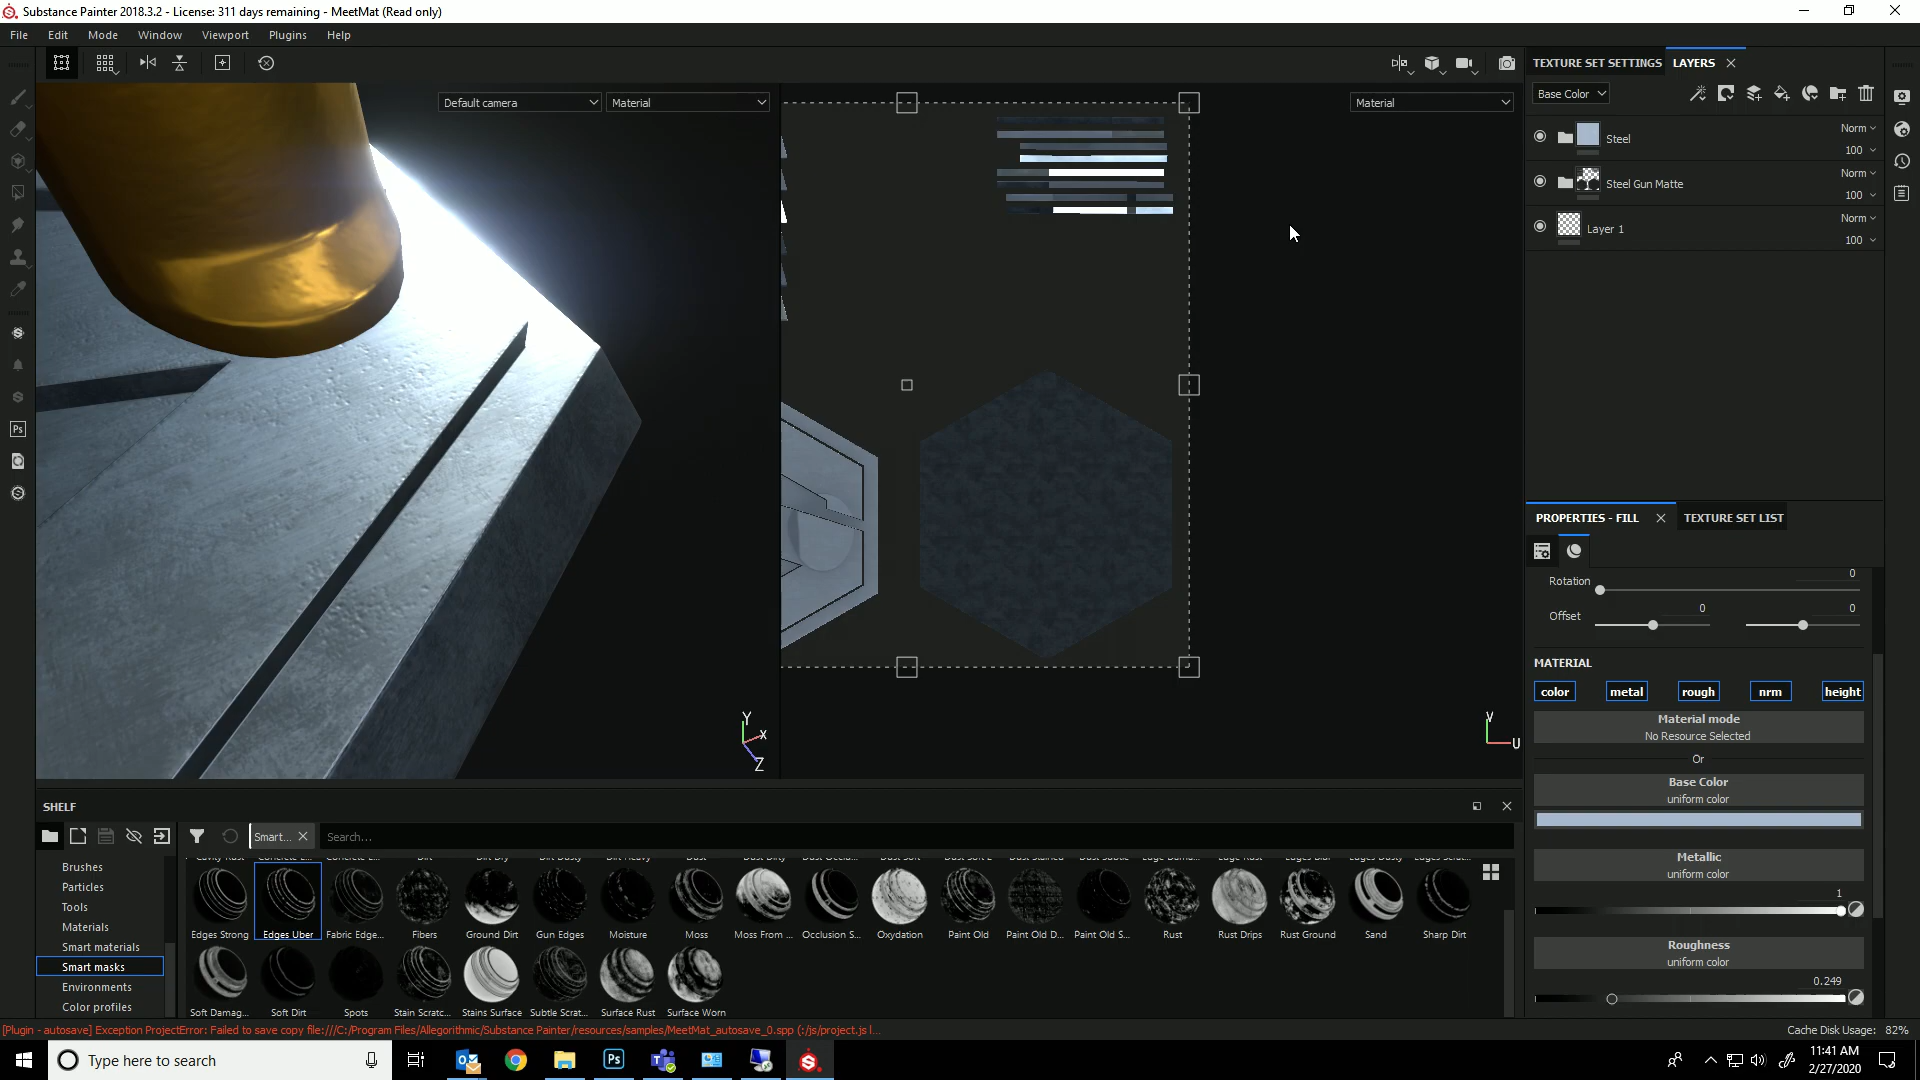 Substance Painter 2018.3.2 - License: 311 days remaining - MeetMat (Read only)
File Edit Mode Window Viewport Plugins Help
Default camera
Material
Material
TEXTURE SET SETTINGS
LAYERS
Base Color
Steel
Norm
100
Steel Gun Matte
Norm
100
Layer 1
Norm
100
Y
X
Z
V
U
PROPERTIES - FILL
TEXTURE SET LIST
0
Rotation
0
0
Offset
MATERIAL
color metal rough nrm height
Material mode
No Resource Selected
Or
Base Color
uniform color
Metallic
uniform color
1
Roughness
uniform color
0.249
SHELF
Ps
Smart...
Search...
Brushes
Particles
Tools
Materials
Smart materials
Smart masks
Environments
Color profiles
Edges Strong
Edges Uber
Fabric Edge...
Fibers
Ground Dirt
Gun Edges
Moisture
Moss
Moss From ...
Occlusion S...
Oxydation
Paint Old
Paint Old D...
Paint Old S...
Rust
Rust Drips
Rust Ground
Sand
Sharp Dirt
Soft Damag...
Soft Dirt
Spots
Stain Scratc...
Stains Surface
Subtle Scrat...
Surface Rust
Surface Worn
[Plugin - autosave] Exception ProjectError: Failed to save copy file:///C:/Program Files/Allegorithmic/Substance Painter/resources/samples/MeetMat_autosave_0.spp (:/js/project.js l...
Cache Disk Usage: 82%
Type here to search
Ps
11:41 AM
2/27/2020